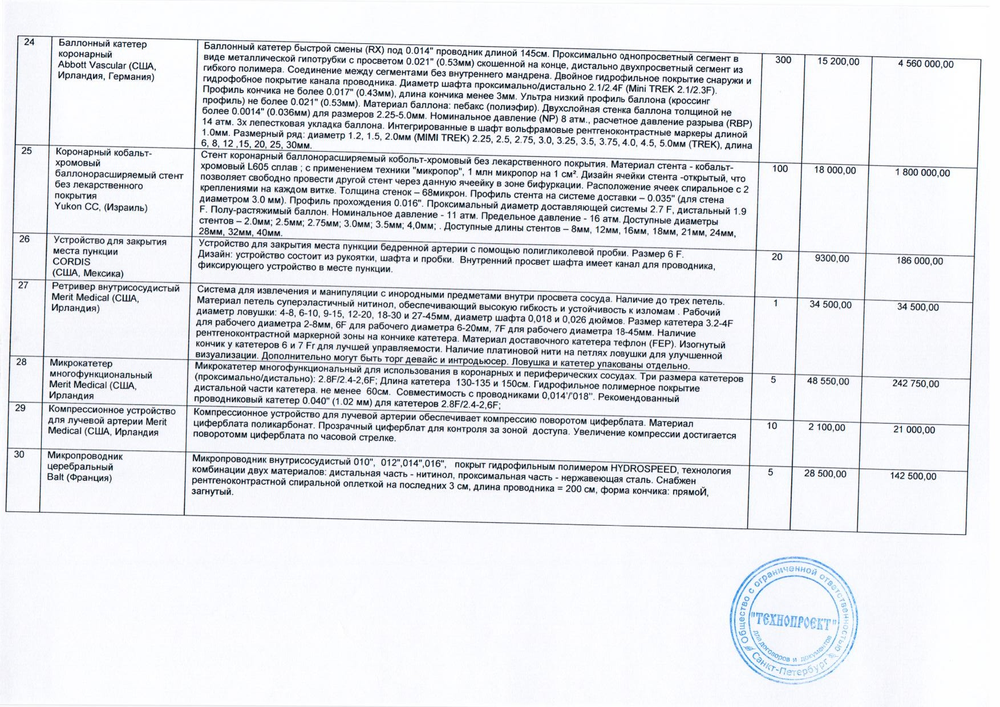 24
Баллонный катетер
коронарный
Abbott Vascular (США,
Ирландия, Германия)
Баллонный катетер быстрой смены (RX) под 0.014" проводник длиной 145см. Проксимально однопросветный сегмент в
виде металлической гипотрубки с просветом 0.021" (0.53мм) скошенной на конце, дистально двухпросветный сегмент из
гибкого полимера. Соединение между сегментами без внутреннего мандрена. Двойное гидрофильное покрытие снаружи и
гидрофобное покрытие канала проводника. Диаметр шафта проксимально/дистально 2.1/2.4F (Mini TREK 2.1/2.3F).
Профиль кончика не более 0.017" (0.43мм), длина кончика менее 3мм. Ультра низкий профиль баллона (кроссинг
профиль) не более 0.021" (0.53мм). Материал баллона: пебакс (полиэфир). Двухслойная стенка баллона толщиной не
более 0.0014" (0.036мм) для размеров 2.25-5.0мм. Номинальное давление (NP) 8 атм., расчетное давление разрыва (RBP)
14 атм. 3х лепестковая укладка баллона. Интегрированные в шафт вольфрамовые рентгеноконтрастные маркеры длиной
1.0мм. Размерный ряд: диаметр 1.2, 1.5, 2.0мм (MIMI TREK) 2.25, 2.5, 2.75, 3.0, 3.25, 3.5, 3.75, 4.0, 4.5, 5.0мм (TREK), длина
6, 8, 12 ,15, 20, 25, 30мм.
300
15 200,00
4 560 000,00
25
Коронарный кобальт-
хромовый
баллонорасширяемый стент
без лекарственного
покрытия
Yukon CC, (Израиль)
Стент коронарный баллонорасширяемый кобольт-хромовый без лекарственного покрытия. Материал стента - кобальт-
хромовый L605 сплав ; с применением техники "микропор", 1 млн микропор на 1 см². Дизайн ячейки стента -открытый, что
позволяет свободно провести другой стент через данную ячеейку в зоне бифуркации. Расположение ячеек спиральное с 2
креплениями на каждом витке. Толщина стенок – 68микрон. Профиль стента на системе доставки – 0.035" (для стена
диаметром 3.0 мм). Профиль прохождения 0.016". Проксимальный диаметр доставляющей системы 2.7 F, дистальный 1.9
F. Полу-растяжимый баллон. Номинальное давление - 11 атм. Предельное давление - 16 атм. Доступные диаметры
стентов – 2.0мм; 2.5мм; 2.75мм; 3.0мм; 3.5мм; 4,0мм; . Доступные длины стентов – 8мм, 12мм, 16мм, 18мм, 21мм, 24мм,
28мм, 32мм, 40мм.
100
18 000,00
1 800 000,00
26
Устройство для закрытия
места пункции
CORDIS
(США, Мексика)
Устройство для закрытия места пункции бедренной артерии с помощью полигликолевой пробки. Размер 6 F.
Дизайн: устройство состоит из рукоятки, шафта и пробки. Внутренний просвет шафта имеет канал для проводника,
фиксирующего устройство в месте пункции.
20
9300,00
186 000,00
27
Ретривер внутрисосудистый
Merit Medical (США,
Ирландия)
Система для извлечения и манипуляции с инородными предметами внутри просвета сосуда. Наличие до трех петель.
Материал петель суперэластичный нитинол, обеспечивающий высокую гибкость и устойчивость к изломам . Рабочий
диаметр ловушки: 4-8, 6-10, 9-15, 12-20, 18-30 и 27-45мм, диаметр шафта 0,018 и 0,026 дюймов. Размер катетера 3.2-4F
для рабочего диаметра 2-8мм, 6F для рабочего диаметра 6-20мм, 7F для рабочего диаметра 18-45мм. Наличие
рентгеноконтрастной маркерной зоны на кончике катетера. Материал доставочного катетера тефлон (FEP). Изогнутый
кончик у катетеров 6 и 7 Fr для лучшей управляемости. Наличие платиновой нити на петлях ловушки для улучшенной
визуализации. Дополнительно могут быть торг девайс и интродьюсер. Ловушка и катетер упакованы отдельно.
1
34 500,00
34 500,00
28
Микрокатетер
многофункциональный
Merit Medical (США,
Ирландия
Микрокатетер многофункциональный для использования в коронарных и периферических сосудах. Три размера катетеров
(проксимально/дистально): 2.8F/2.4-2,6F; Длина катетера 130-135 и 150см. Гидрофильное полимерное покрытие
дистальной части катетера. не менее 60см. Совместимость с проводниками 0,014'/'018". Рекомендованный
проводниковый катетер 0.040" (1.02 мм) для катетеров 2.8F/2.4-2,6F;
5
48 550,00
242 750,00
29
Компрессионное устройство
для лучевой артерии Merit
Medical (США, Ирландия
Компрессионное устройство для лучевой артерии обеспечивает компрессию поворотом циферблата. Материал
циферблата поликарбонат. Прозрачный циферблат для контроля за зоной доступа. Увеличение компрессии достигается
поворотомм циферблата по часовой стрелке.
10
2 100,00
21 000,00
30
Микропроводник
церебральный
Balt (Франция)
Микропроводник внутрисосудистый 010", 012",014",016", покрыт гидрофильным полимером HYDROSPEED, технология
комбинации двух материалов: дистальная часть - нитинол, проксимальная часть - нержавеющая сталь. Снабжен
рентгеноконтрастной спиральной оплеткой на последних 3 см, длина проводника = 200 см, форма кончика: прямоЙ,
загнутый.
5
28 500,00
142 500,00
Общество с ограниченной ответственностью
"ТЕХНОПРОЕКТ"
для договоров и документов
Санкт-Петербург